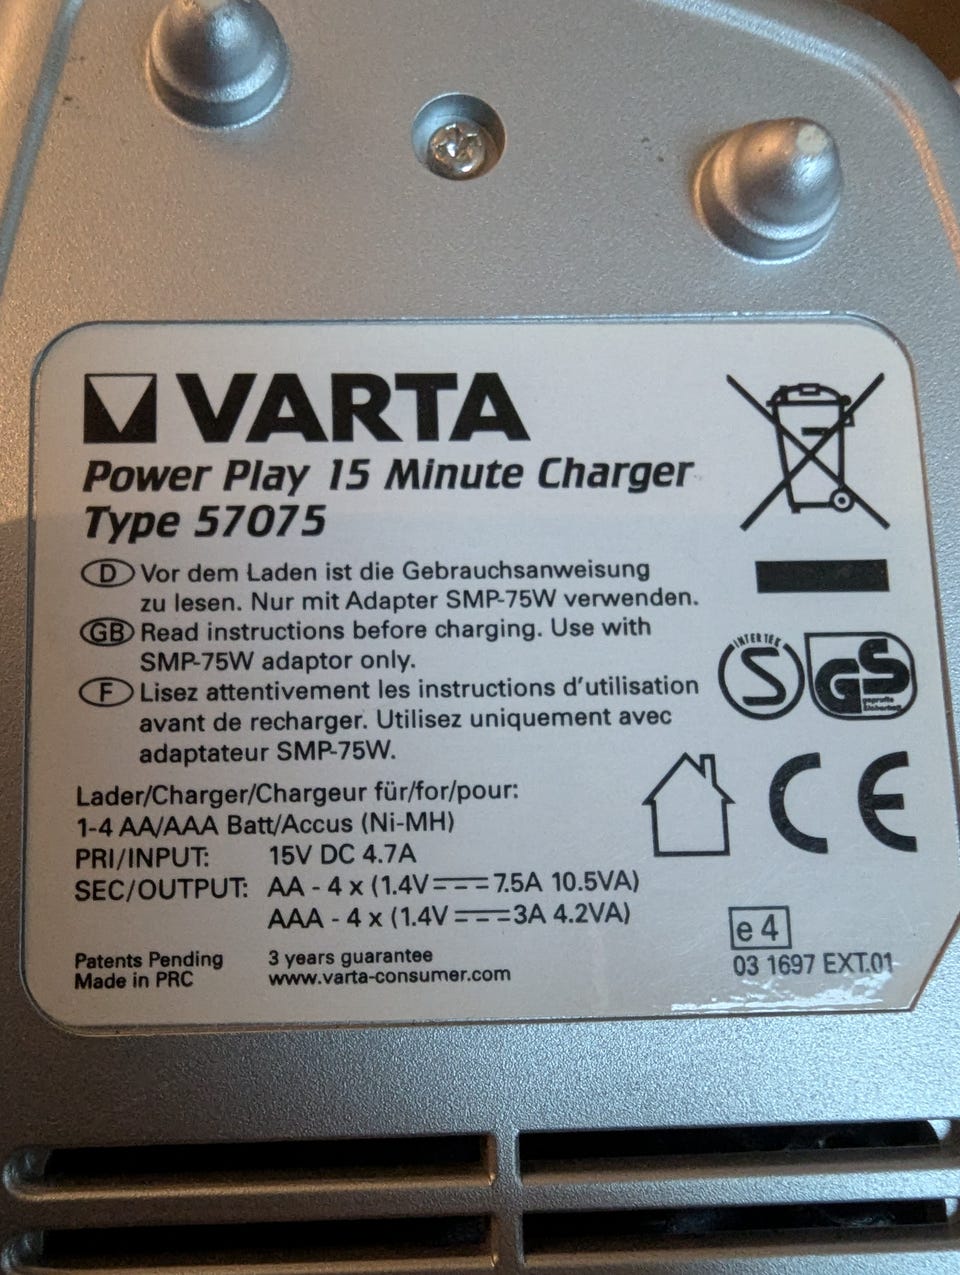 VARTA
Power Play 15 Minute Charger
Type 57075
D Vor dem Laden ist die Gebrauchsanweisung
zu lesen. Nur mit Adapter SMP-75W verwenden.
GB Read instructions before charging. Use with
SMP-75W adaptor only.
F Lisez attentivement les instructions d'utilisation
avant de recharger. Utilisez uniquement avec
adaptateur SMP-75W.
INTERTEK
S
GS
geprüfte
Sicherheit
Lader/Charger/Chargeur für/for/pour:
1-4 AA/AAA Batt/Accus (Ni-MH)
PRI/INPUT: 15V DC 4.7A
SEC/OUTPUT: AA - 4 x (1.4V⎓7.5A 10.5VA)
AAA - 4 x (1.4V⎓3A 4.2VA)
CE
Patents Pending 3 years guarantee
Made in PRC www.varta-consumer.com
e4
03 1697 EXT.01